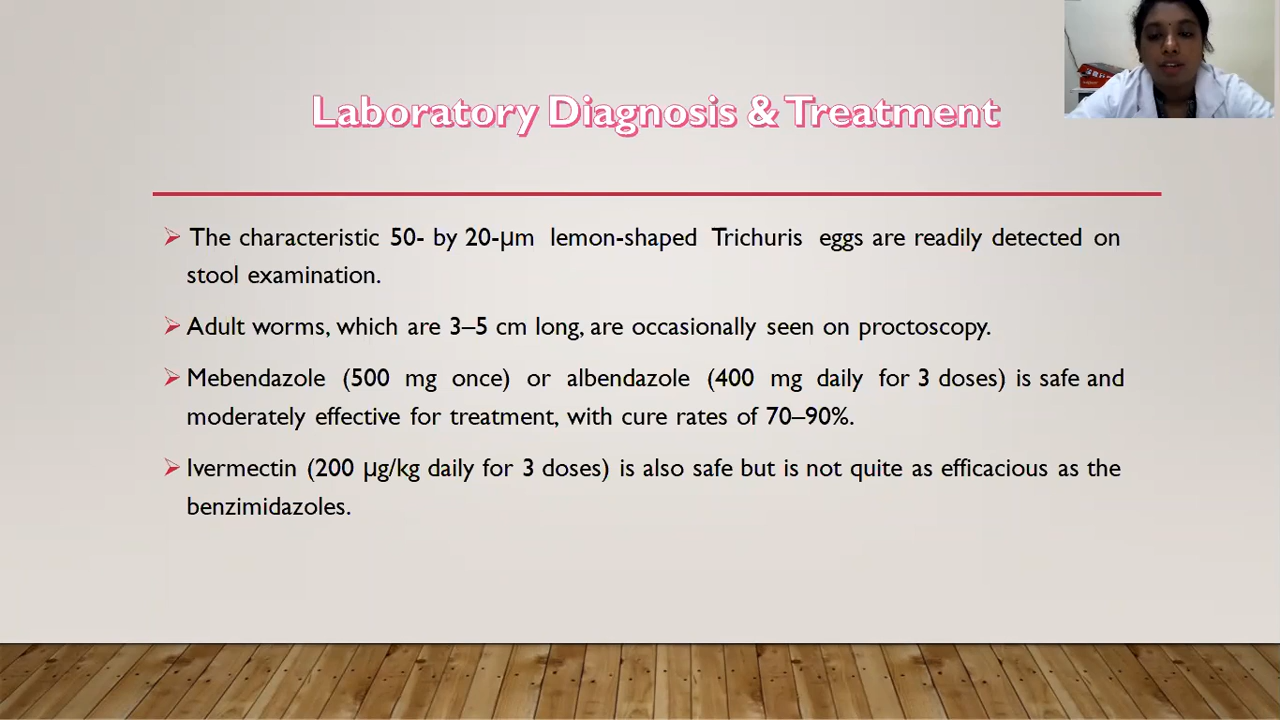 Laboratory Diagnosis & Treatment
The characteristic 50- by 20-µm lemon-shaped Trichuris eggs are readily detected on
stool examination.
Adult worms, which are 3–5 cm long, are occasionally seen on proctoscopy.
Mebendazole (500 mg once) or albendazole (400 mg daily for 3 doses) is safe and
moderately effective for treatment, with cure rates of 70–90%.
Ivermectin (200 µg/kg daily for 3 doses) is also safe but is not quite as efficacious as the
benzimidazoles.